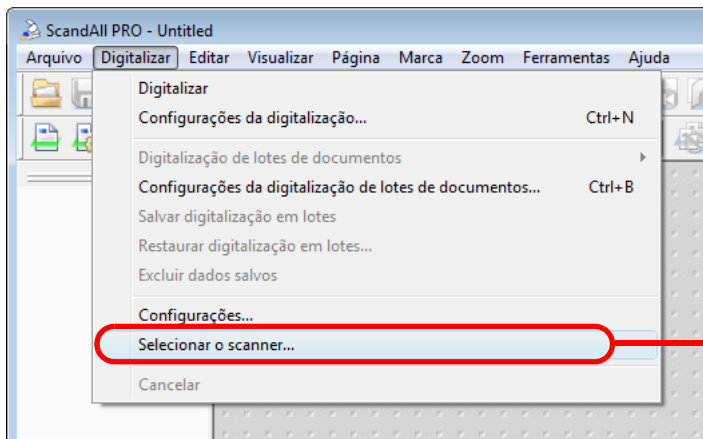 ScandAll PRO - Untitled
Arquivo Digitalizar Editar Visualizar Página Marca Zoom Ferramentas Ajuda
Digitalizar
Configurações da digitalização... Ctrl+N
Digitalização de lotes de documentos
Configurações da digitalização de lotes de documentos... Ctrl+B
Salvar digitalização em lotes
Restaurar digitalização em lotes...
Excluir dados salvos
Configurações...
Selecionar o scanner...
Cancelar